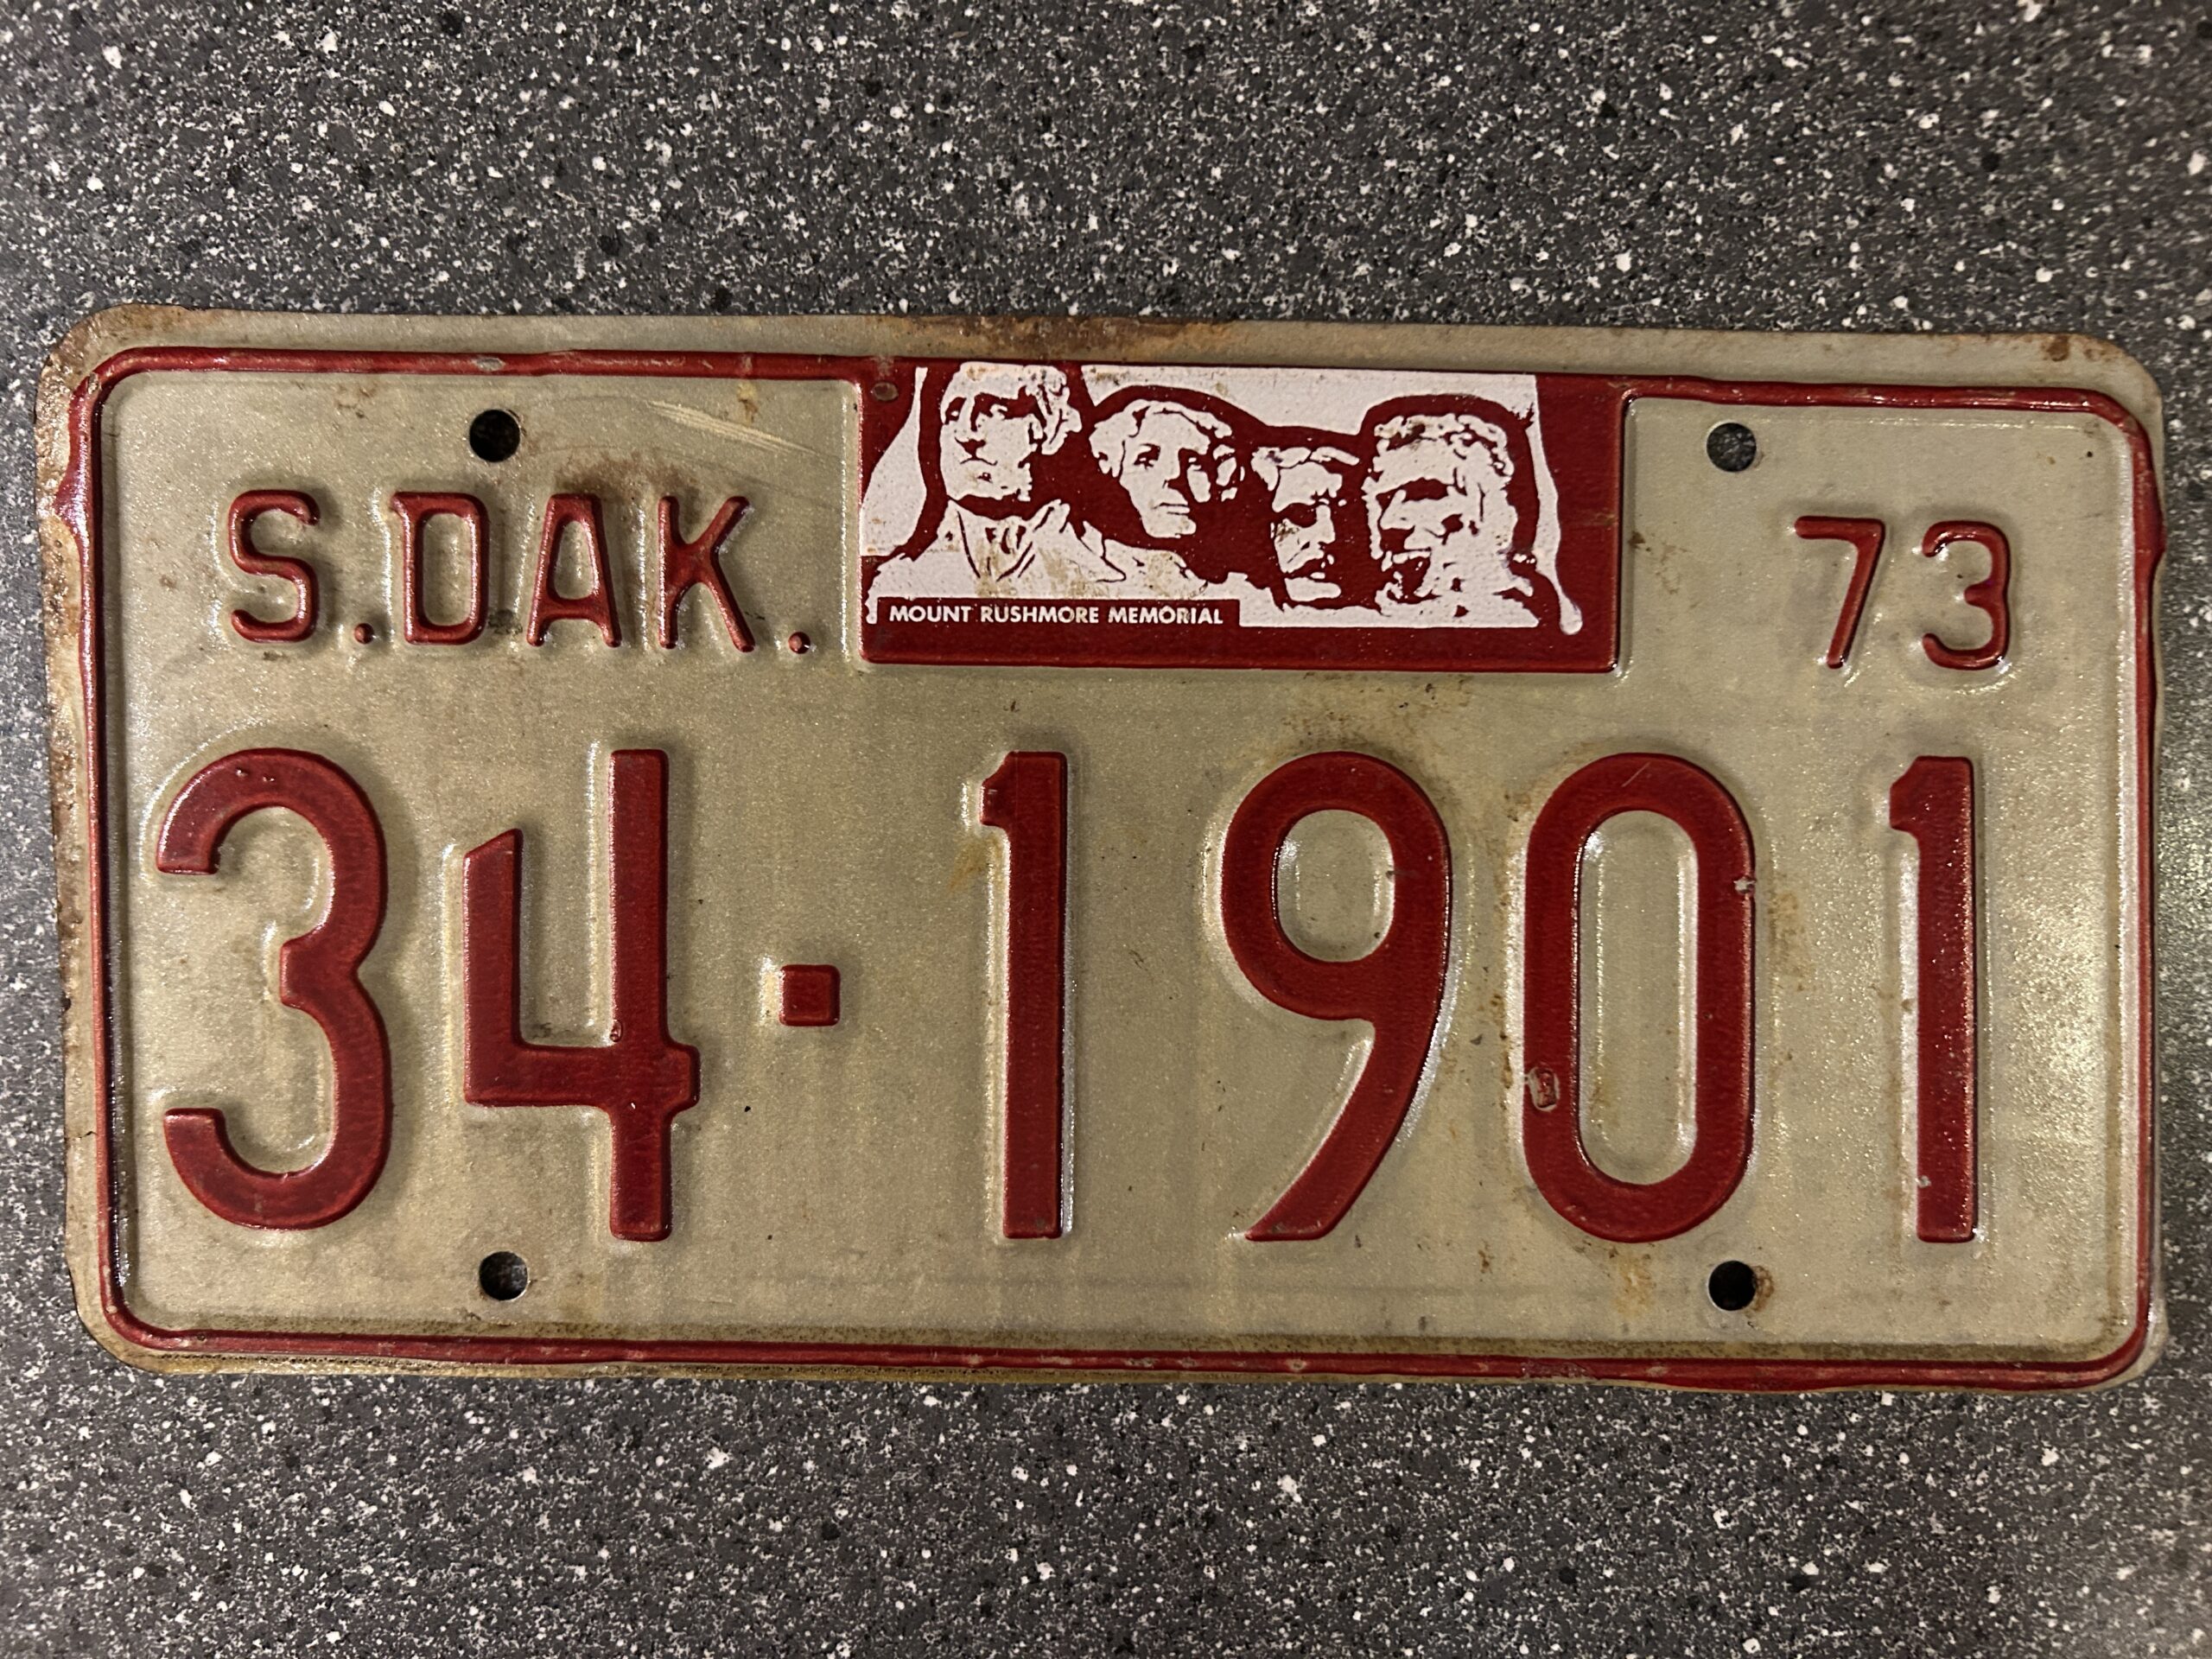 S.DAK.
MOUNT RUSHMORE MEMORIAL
73
34·1901